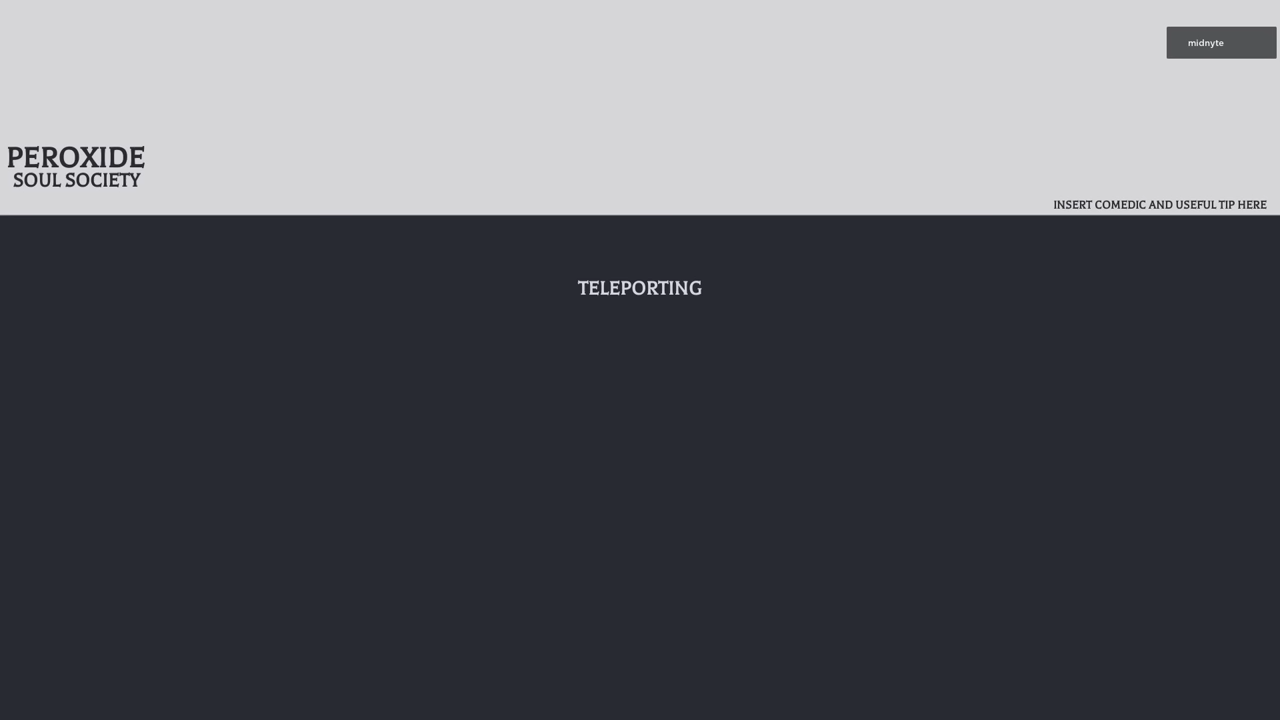 midnyte
PEROXIDE
SOUL SOCIETY
INSERT COMEDIC AND USEFUL TIP HERE
TELEPORTING